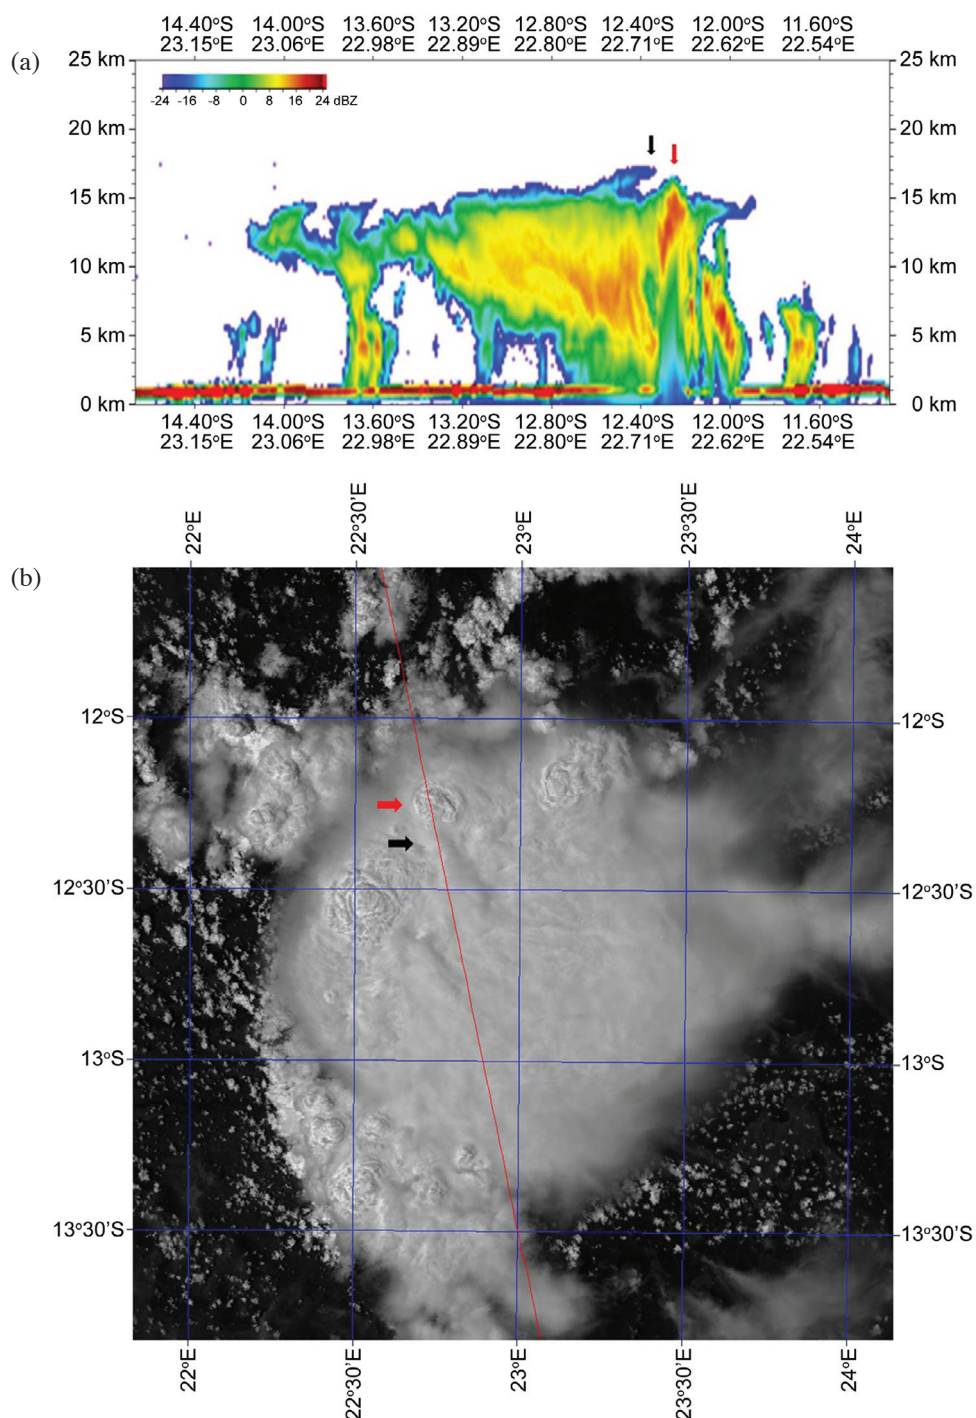 (a)
14.40°S 14.00°S 13.60°S 13.20°S 12.80°S 12.40°S 12.00°S 11.60°S
23.15°E 23.06°E 22.98°E 22.89°E 22.80°E 22.71°E 22.62°E 22.54°E
25 km 25 km
-24 -16 -8 0 8 16 24 dBZ
20 km 20 km
15 km 15 km
10 km 10 km
5 km 5 km
0 km 0 km
14.40°S 14.00°S 13.60°S 13.20°S 12.80°S 12.40°S 12.00°S 11.60°S
23.15°E 23.06°E 22.98°E 22.89°E 22.80°E 22.71°E 22.62°E 22.54°E
(b)
22°E 22°30'E 23°E 23°30'E 24°E
12°S 12°S
12°30'S 12°30'S
13°S 13°S
13°30'S 13°30'S
22°E 22°30'E 23°E 23°30'E 24°E